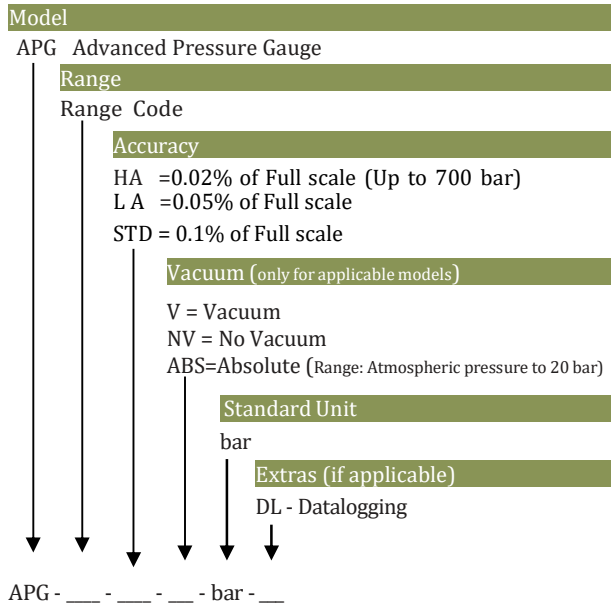 Model
APG Advanced Pressure Gauge
Range
Range Code
Accuracy
HA =0.02% of Full scale (Up to 700 bar)
L A =0.05% of Full scale
STD = 0.1% of Full scale
Vacuum (only for applicable models)
V = Vacuum
NV = No Vacuum
ABS=Absolute (Range: Atmospheric pressure to 20 bar)
Standard Unit
bar
Extras (if applicable)
DL - Datalogging
APG - ____ - ____ - ___ - bar - ___